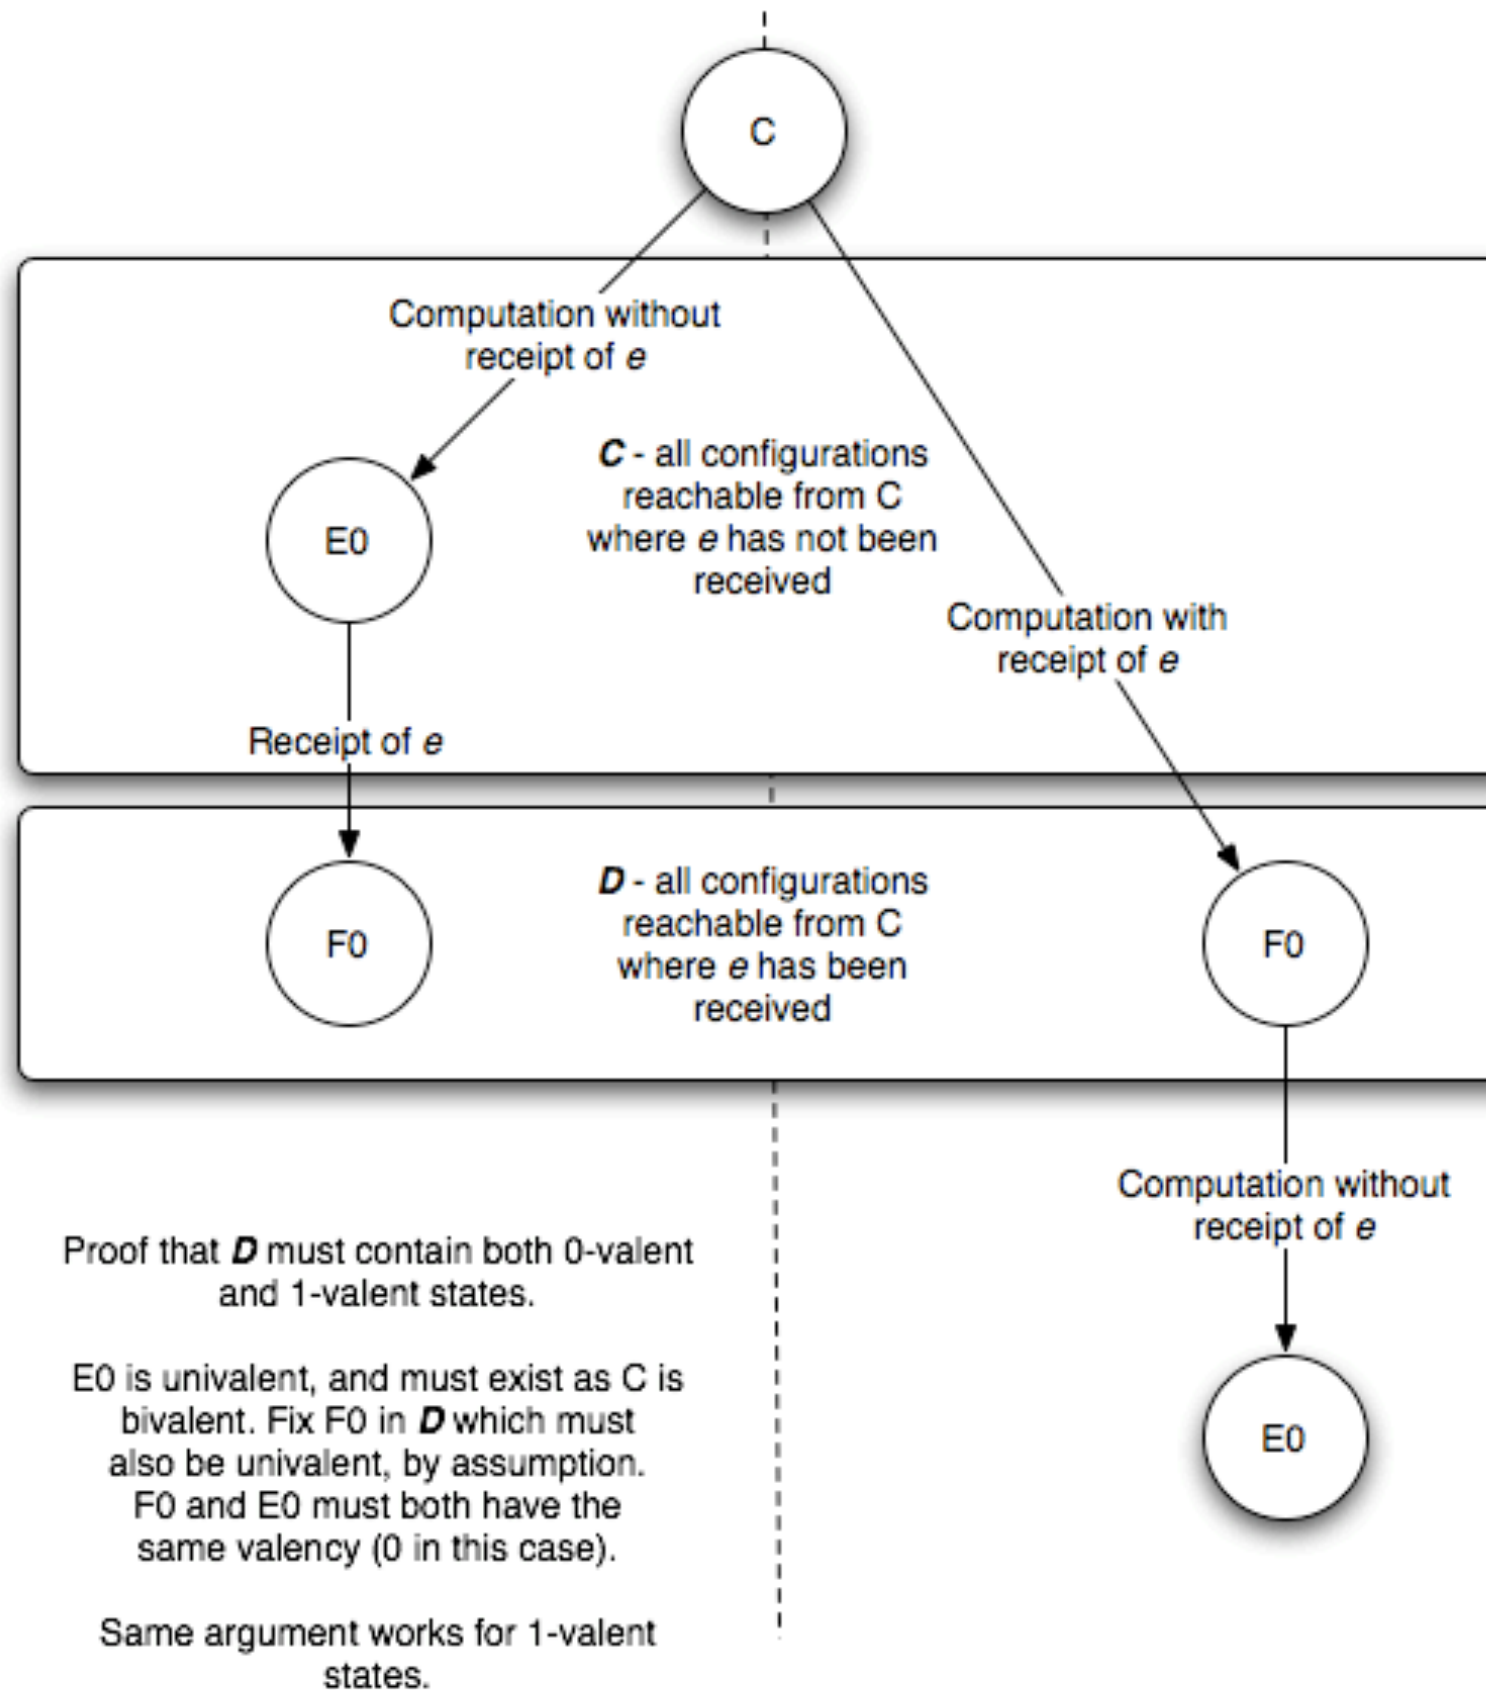 C
Computation without
receipt of e
C - all configurations
reachable from C
where e has not been
received
E0
Computation with
receipt of e
Receipt of e
D - all configurations
reachable from C
where e has been
received
F0
F0
Computation without
receipt of e
E0
Proof that D must contain both 0-valent
and 1-valent states.
E0 is univalent, and must exist as C is
bivalent. Fix F0 in D which must
also be univalent, by assumption.
F0 and E0 must both have the
same valency (0 in this case).
Same argument works for 1-valent
states.